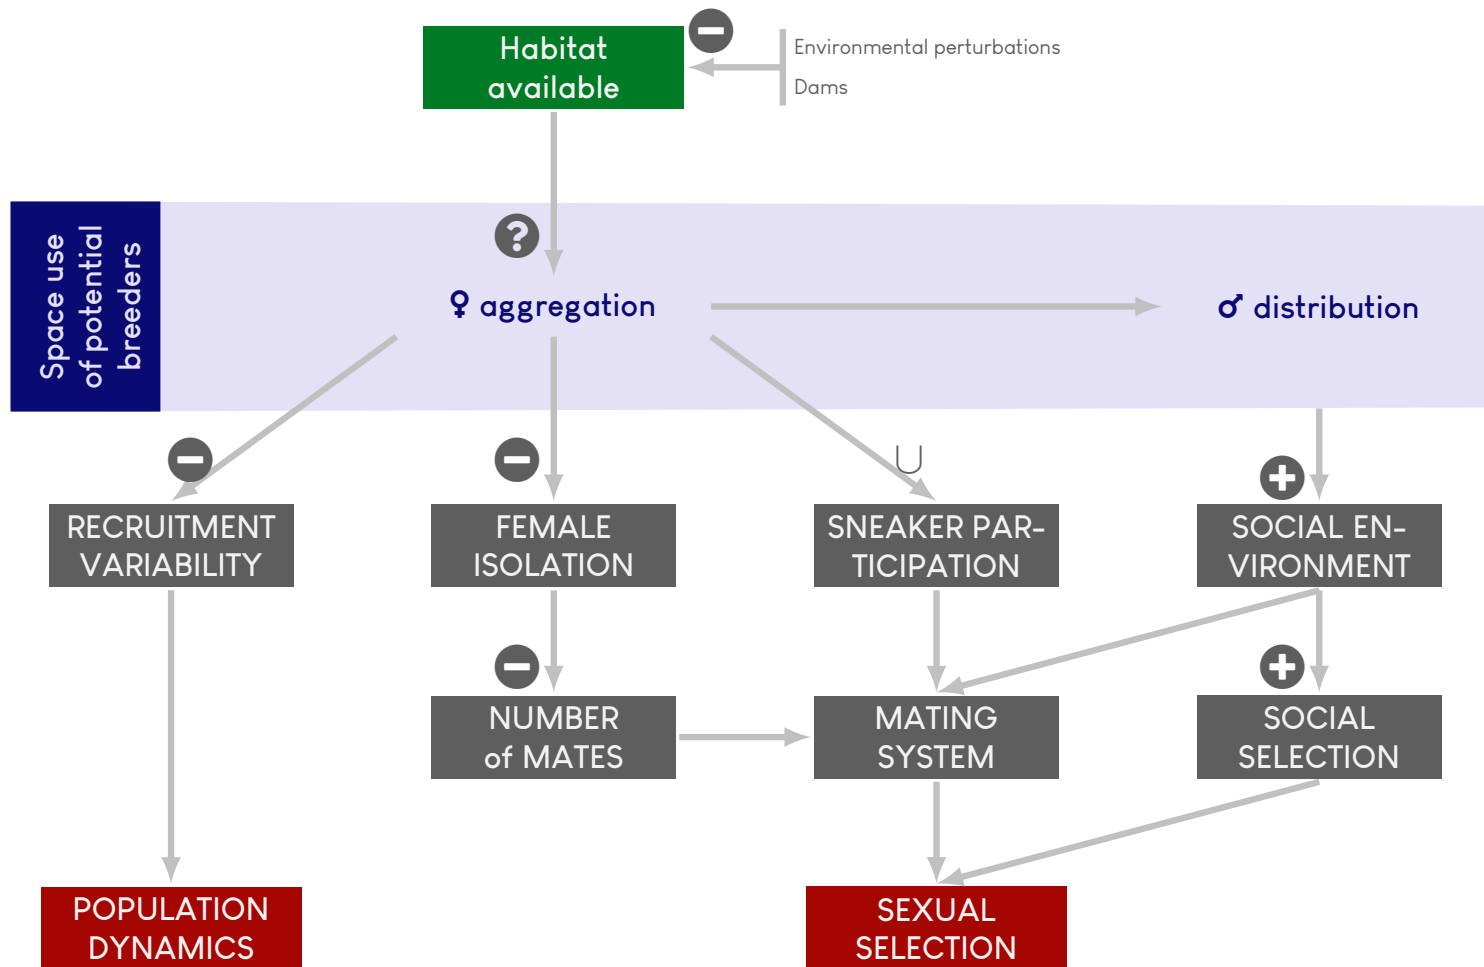 Habitat
available
Environmental perturbations
Dams
Space use
of potential
breeders
?
♀ aggregation
♂ distribution
∪
RECRUITMENT
VARIABILITY
FEMALE
ISOLATION
SNEAKER PAR-
TICIPATION
SOCIAL EN-
VIRONMENT
NUMBER
of MATES
MATING
SYSTEM
SOCIAL
SELECTION
POPULATION
DYNAMICS
SEXUAL
SELECTION